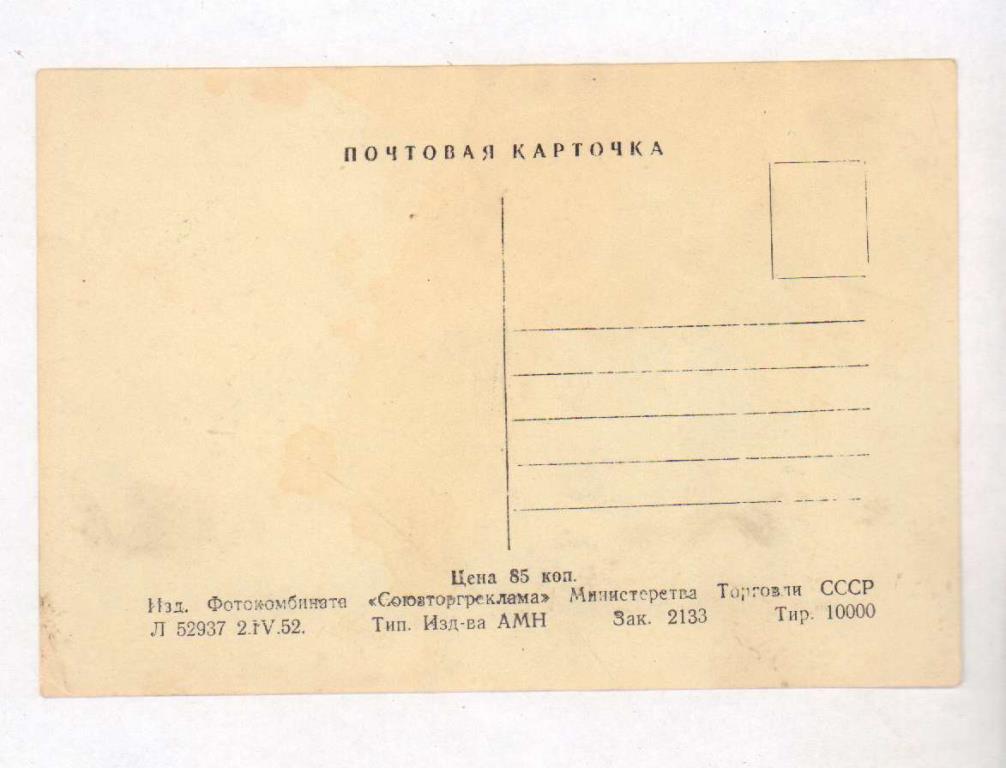 ПОЧТОВАЯ КАРТОЧКА
Цена 85 коп.
Изд. Фотокомбината «Союзторгреклама» Министерства Торговли СССР
Л 52937 2.IV.52. Тип. Изд-ва АМН Зак. 2133 Тир. 10000